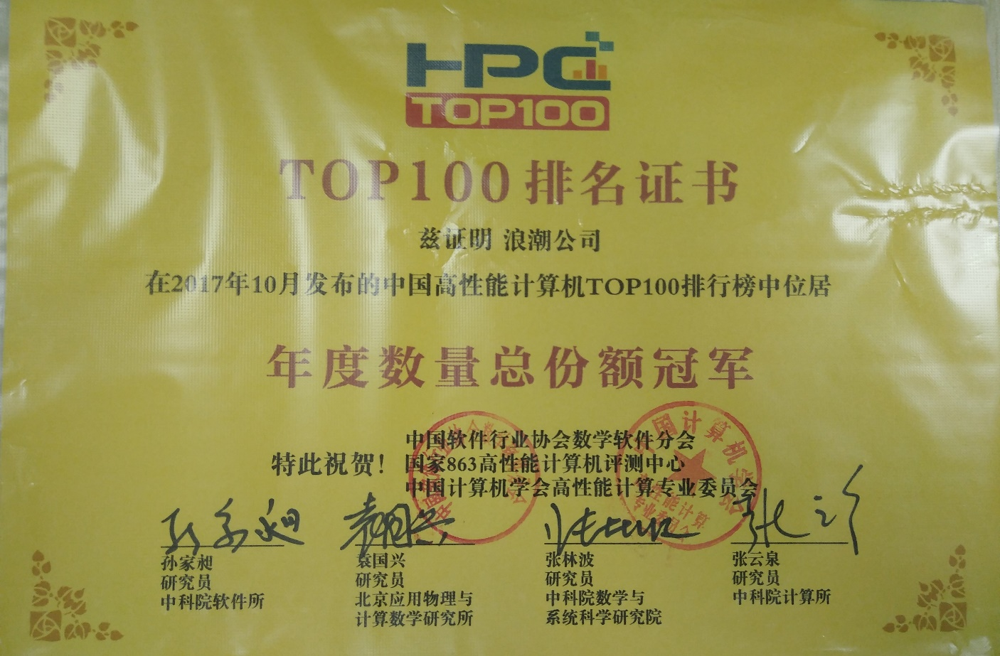 HPC
TOP100
TOP100排名证书
兹证明 浪潮公司
在2017年10月发布的中国高性能计算机TOP100排行榜中位居
年度数量总份额冠军
特此祝贺!
中国软件行业协会数学软件分会
国家863高性能计算机评测中心
中国计算机学会高性能计算专业委员会
孙家昶
研究员
中科院软件所
袁国兴
研究员
北京应用物理与
计算数学研究所
张林波
研究员
中科院数学与
系统科学研究院
张云泉
研究员
中科院计算所